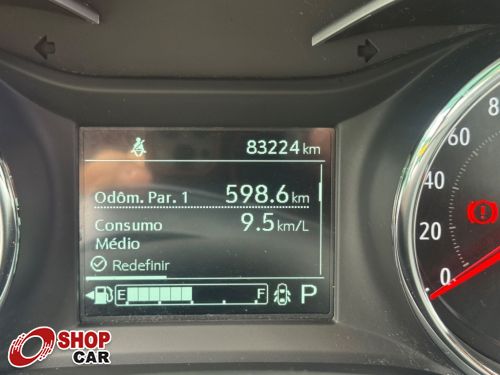 83224 km
80
60
Odôm. Par. 1 598.6 km
40
Consumo 9.5 km/L
Médio
20
Redefinir
0
E F P
SHOP
CAR